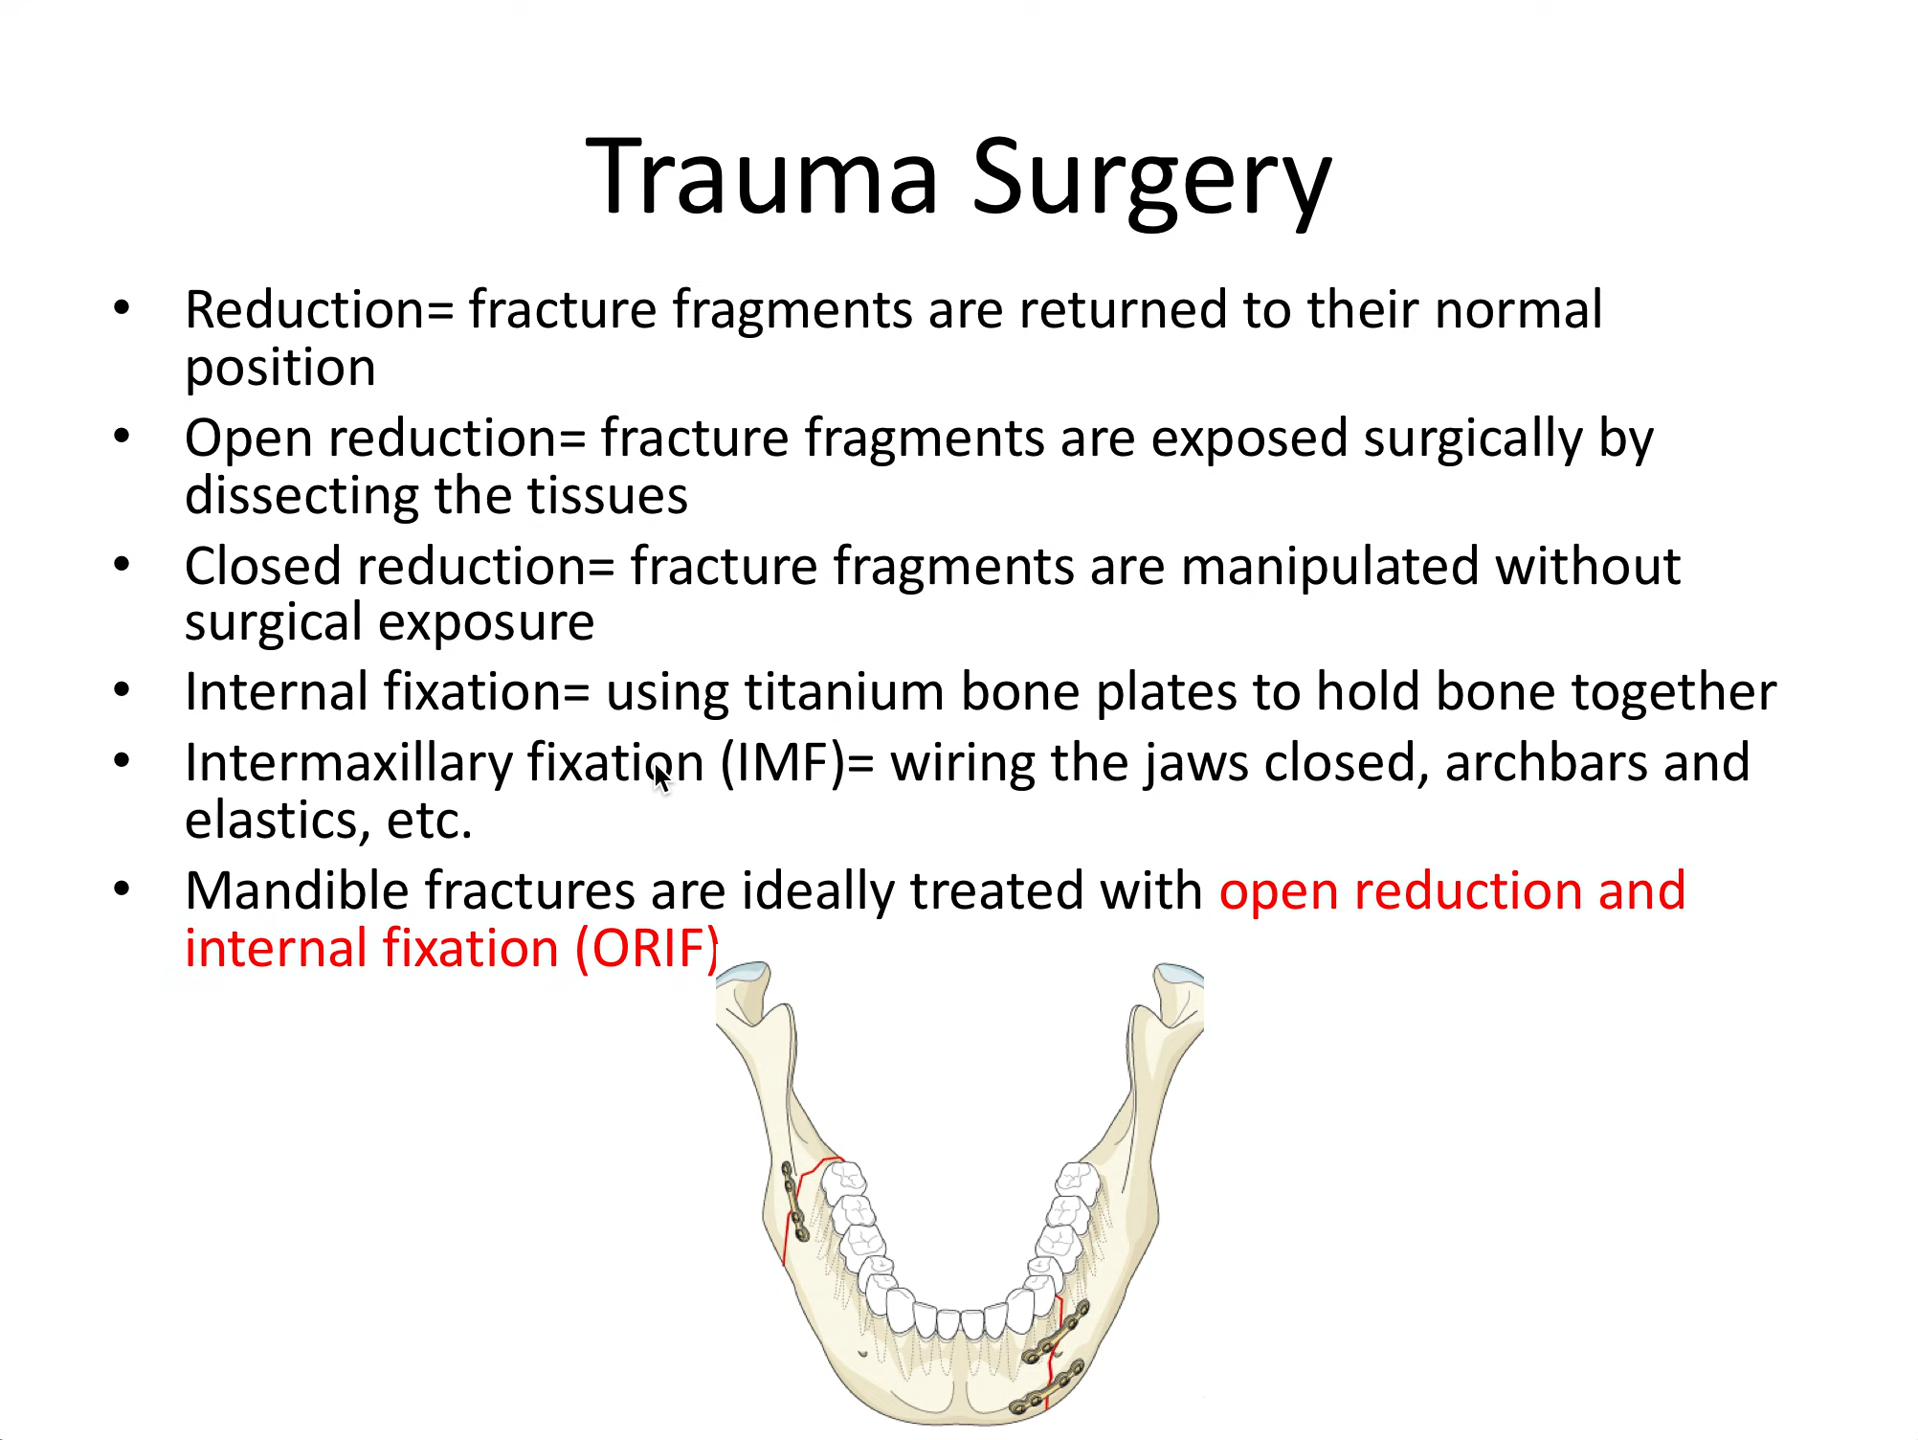 Trauma Surgery
• Reduction= fracture fragments are returned to their normal
position
• Open reduction= fracture fragments are exposed surgically by
dissecting the tissues
• Closed reduction= fracture fragments are manipulated without
surgical exposure
• Internal fixation= using titanium bone plates to hold bone together
• Intermaxillary fixation (IMF)= wiring the jaws closed, archbars and
elastics, etc.
• Mandible fractures are ideally treated with open reduction and
internal fixation (ORIF)